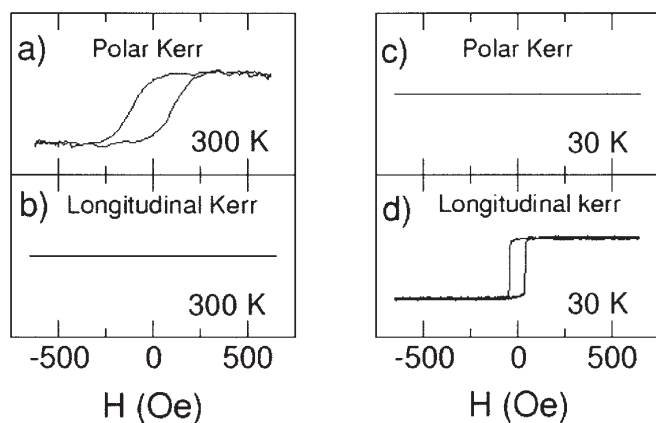 a)
Polar Kerr
300 K
b)
Longitudinal Kerr
300 K
-500 0 500
H (Oe)
c)
Polar Kerr
30 K
d)
Longitudinal kerr
30 K
-500 0 500
H (Oe)